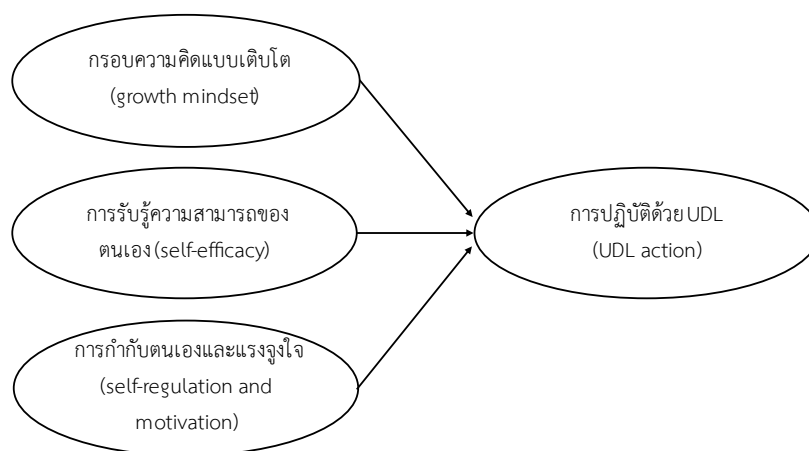 กรอบความคิดแบบเติบโต
(growth mindset)
การรับรู้ความสามารถของ
ตนเอง (self-efficacy)
การกำกับตนเองและแรงจูงใจ
(self-regulation and
motivation)
การปฏิบัติด้วย UDL
(UDL action)